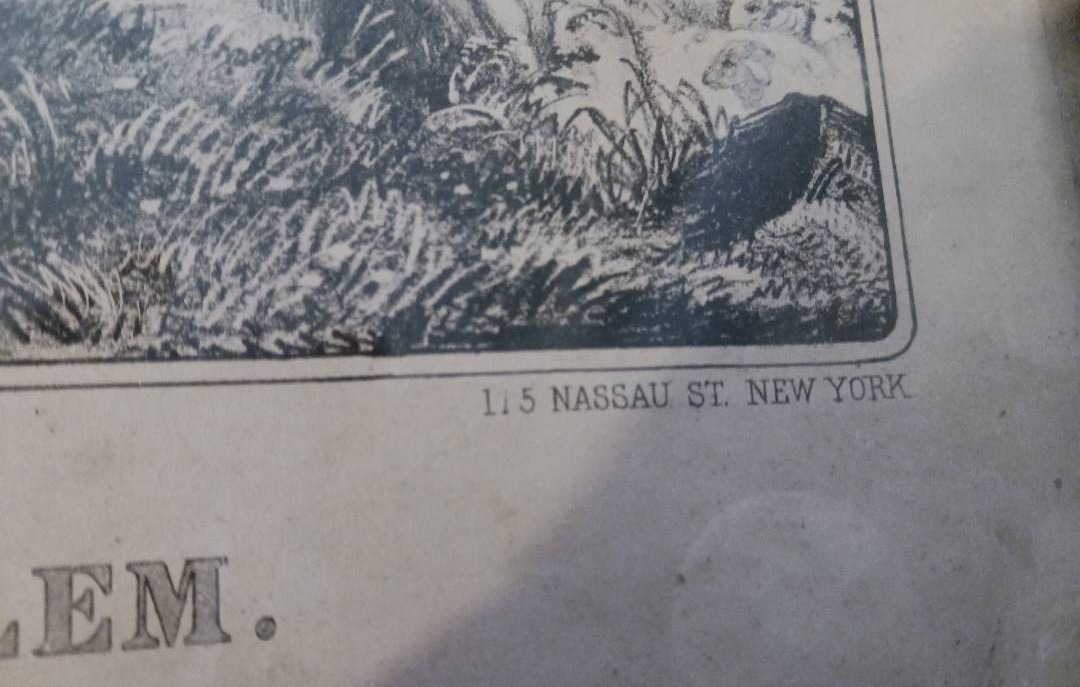 115 NASSAU ST. NEW YORK
LEM.